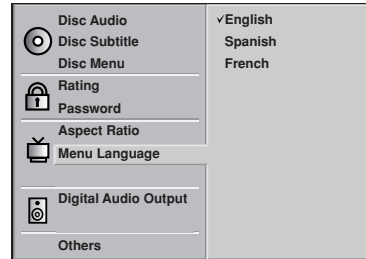 Disc Audio
Disc Subtitle
Disc Menu
Rating
Password
Aspect Ratio
Menu Language
Digital Audio Output
Others
✓English
Spanish
French